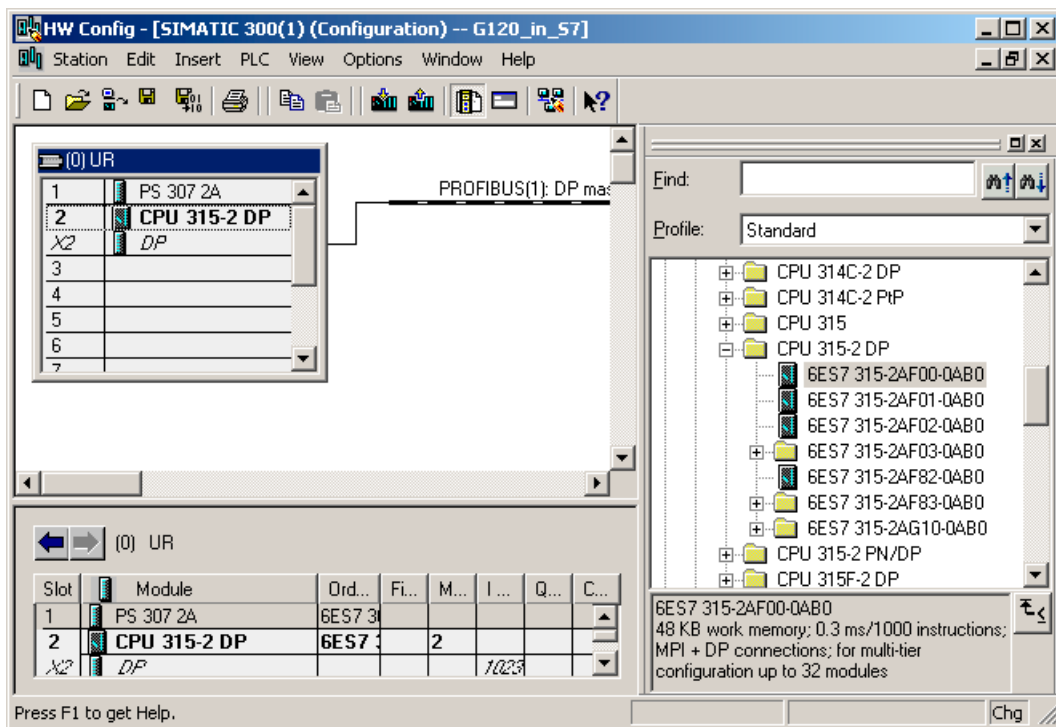 HW Config - [SIMATIC 300(1) (Configuration) -- G120_in_S7]
Station Edit Insert PLC View Options Window Help
(0) UR
1 PS 307 2A
2 CPU 315-2 DP
X2 DP
3
4
5
6
7
PROFIBUS(1): DP mas
Find:
Profile: Standard
CPU 314C-2 DP
CPU 314C-2 PtP
CPU 315
CPU 315-2 DP
6ES7 315-2AF00-0AB0
6ES7 315-2AF01-0AB0
6ES7 315-2AF02-0AB0
6ES7 315-2AF03-0AB0
6ES7 315-2AF82-0AB0
6ES7 315-2AF83-0AB0
6ES7 315-2AG10-0AB0
CPU 315-2 PN/DP
CPU 315F-2 DP
6ES7 315-2AF00-0AB0
48 KB work memory; 0.3 ms/1000 instructions;
MPI + DP connections; for multi-tier
configuration up to 32 modules
(0) UR
Slot Module Ord... Fi... M... I ... Q... C...
1 PS 307 2A 6ES7 3
2 CPU 315-2 DP 6ES7 2
X2 DP 1023
Press F1 to get Help.
Chg